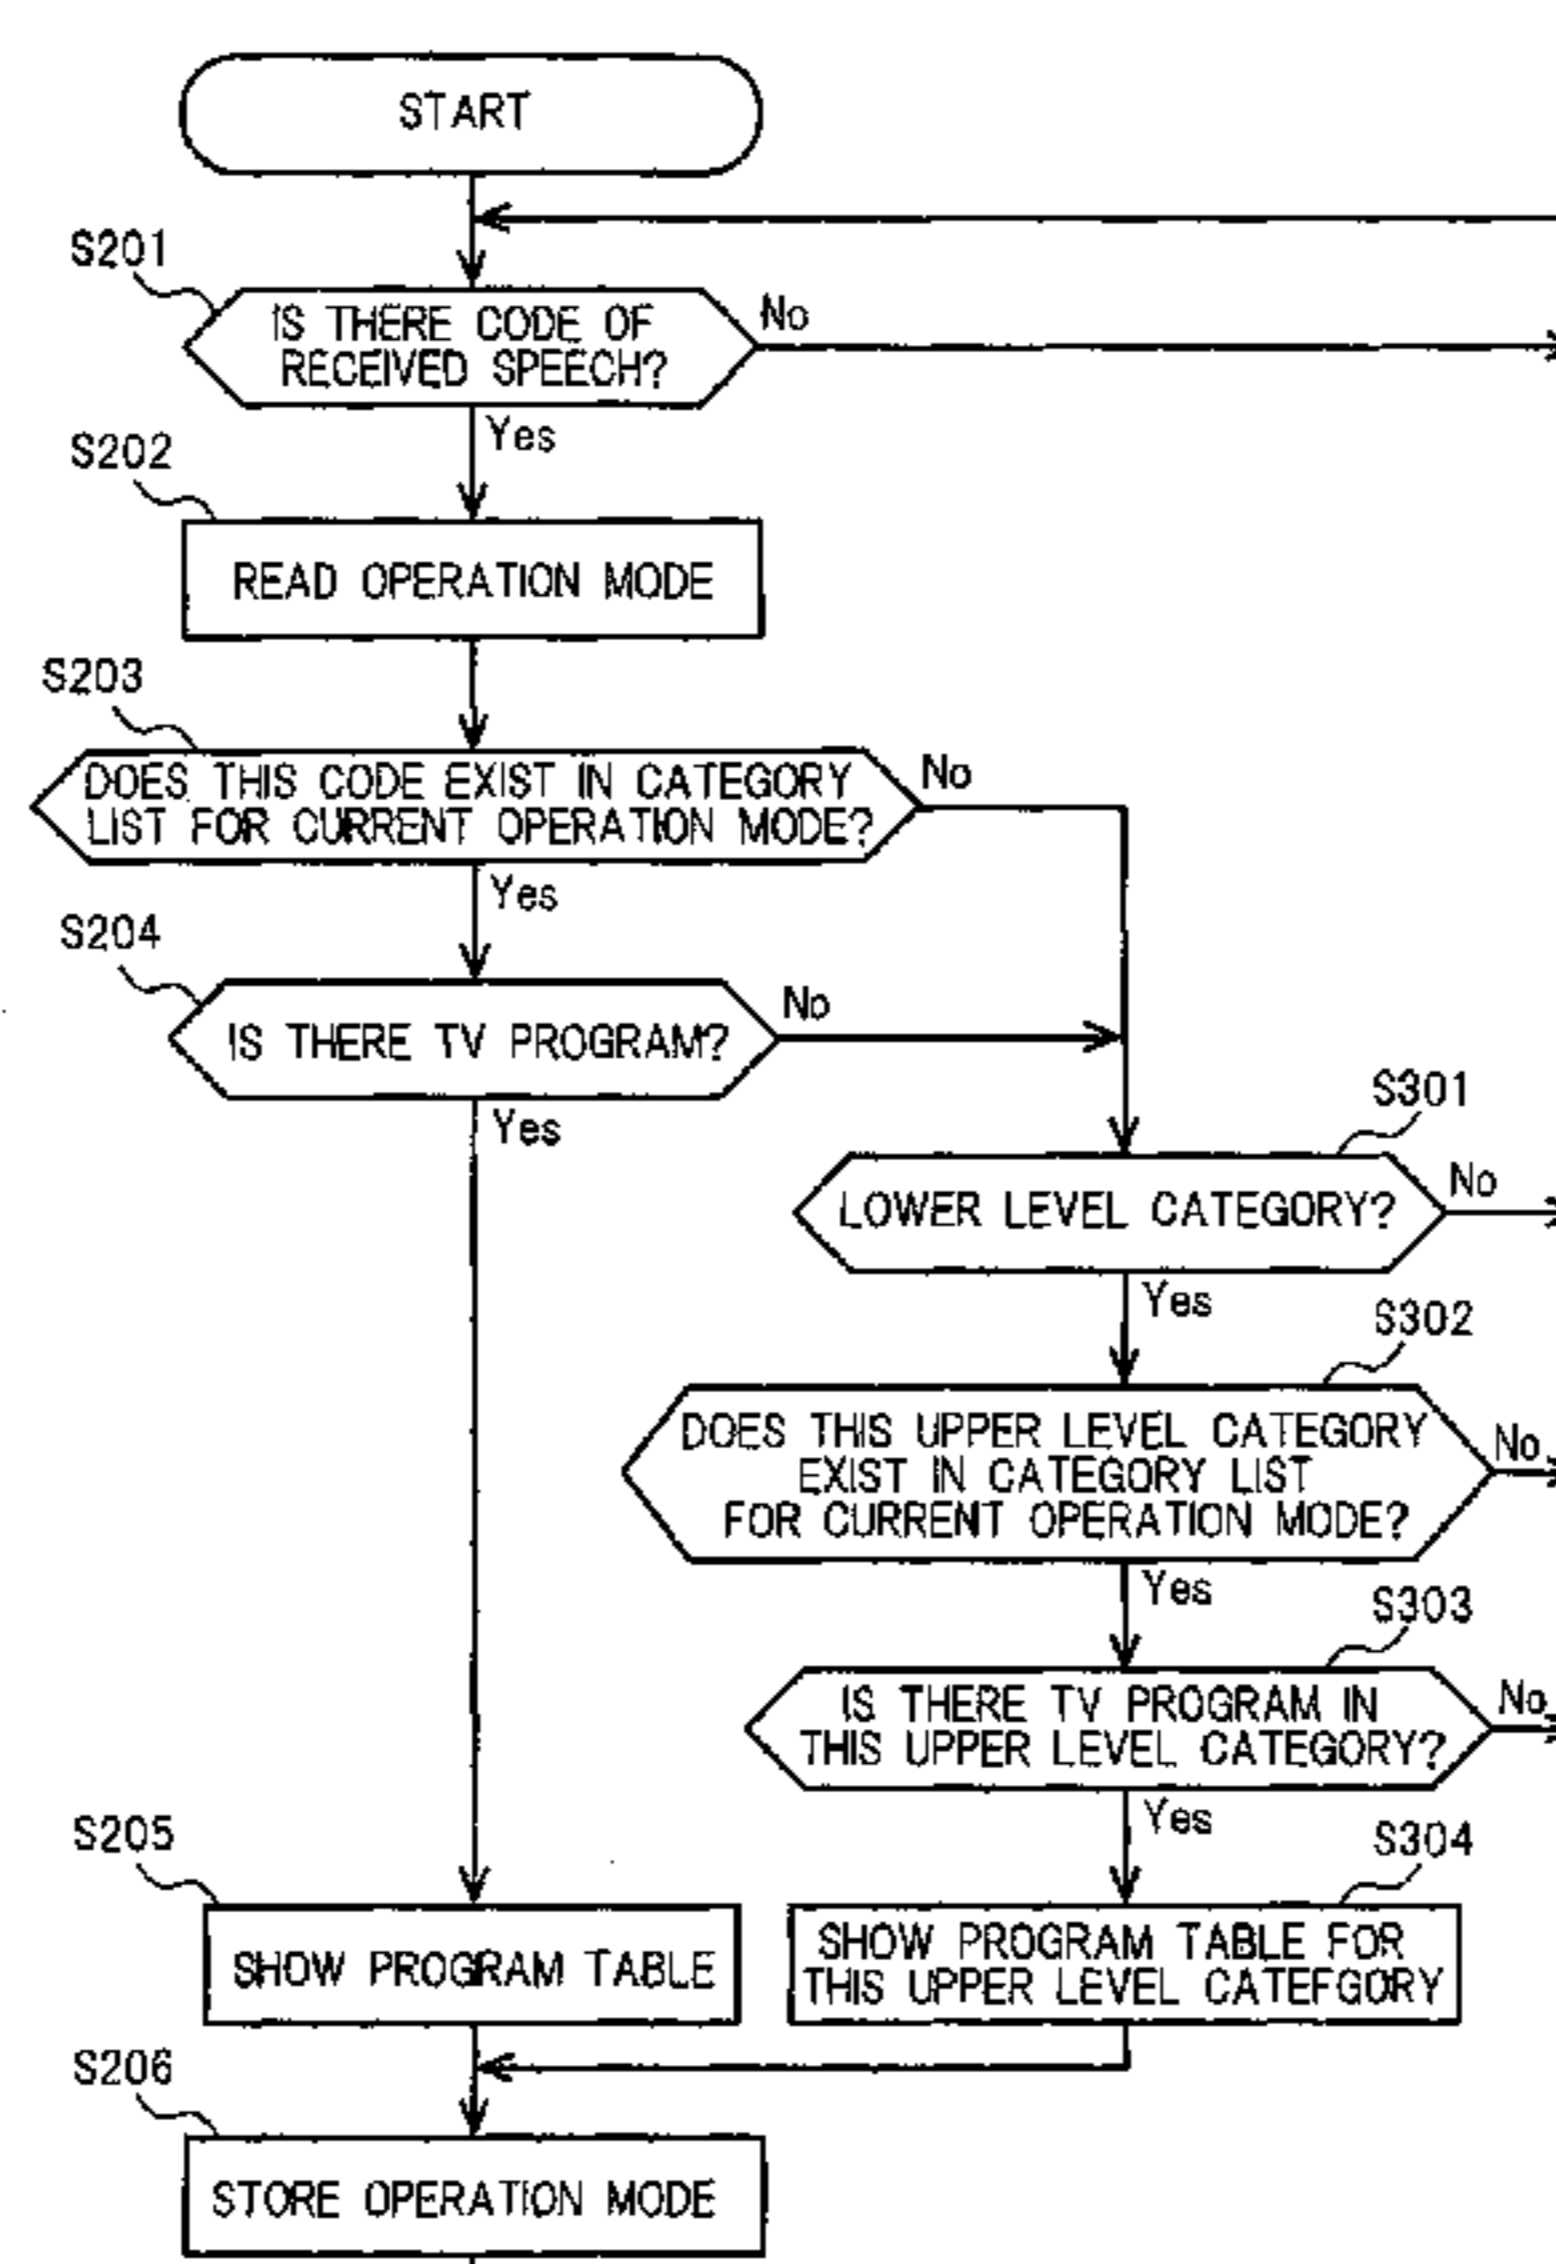 START
S201
IS THERE CODE OF
RECEIVED SPEECH?
No
Yes
S202
READ OPERATION MODE
S203
DOES THIS CODE EXIST IN CATEGORY
LIST FOR CURRENT OPERATION MODE?
No
Yes
S204
IS THERE TV PROGRAM?
No
Yes
S301
LOWER LEVEL CATEGORY?
No
Yes
S302
DOES THIS UPPER LEVEL CATEGORY
EXIST IN CATEGORY LIST
FOR CURRENT OPERATION MODE?
No
Yes
S303
IS THERE TV PROGRAM IN
THIS UPPER LEVEL CATEGORY?
No
Yes
S205
SHOW PROGRAM TABLE
S304
SHOW PROGRAM TABLE FOR
THIS UPPER LEVEL CATEFGORY
S206
STORE OPERATION MODE